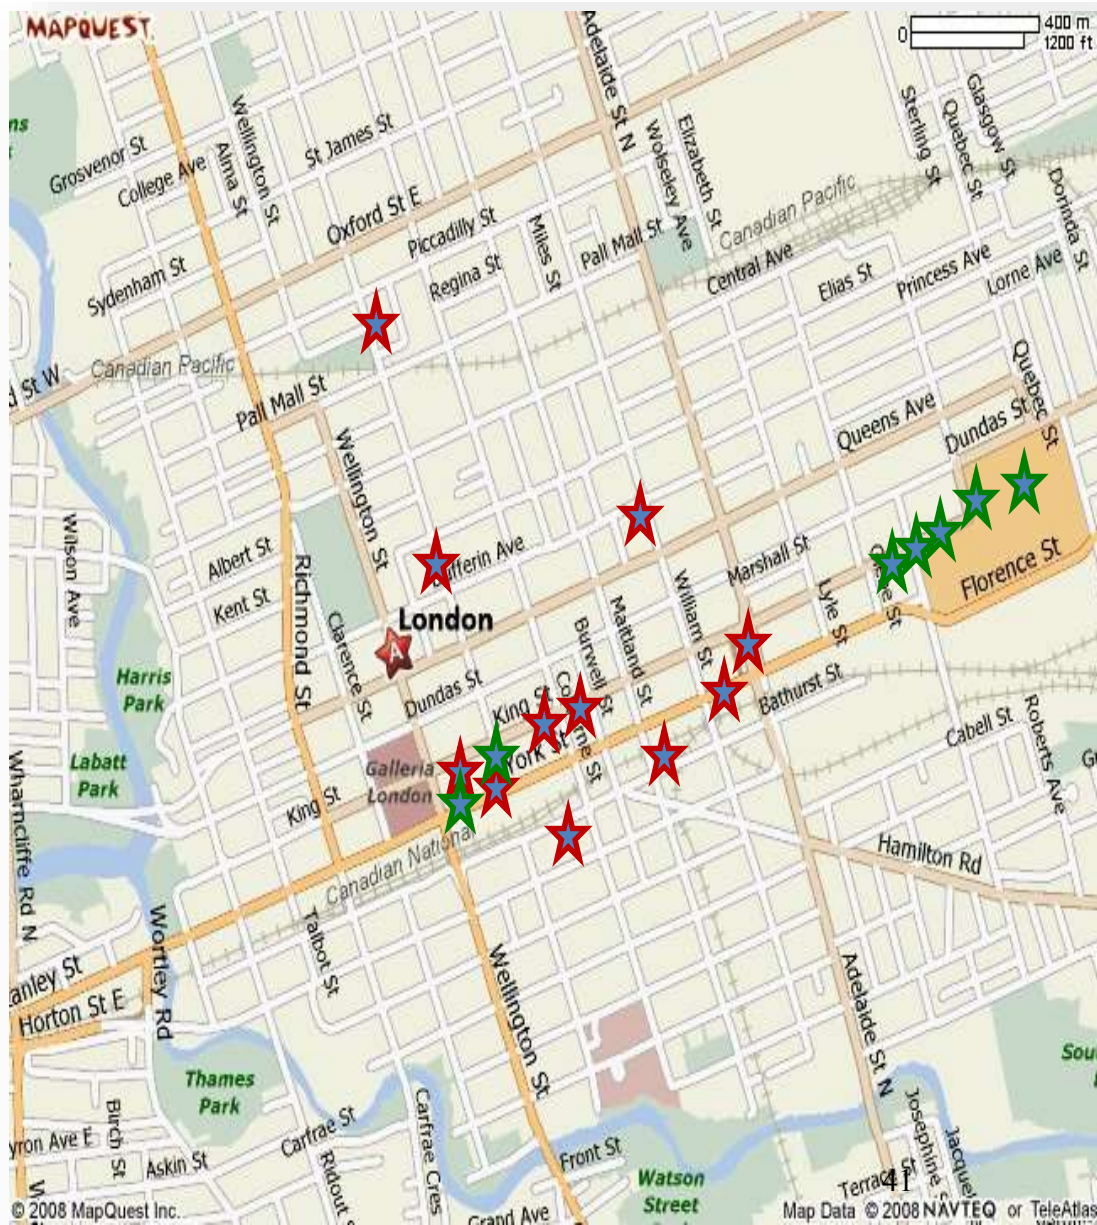 MAPQUEST
400 m
0
1200 ft
Adelaide St N
Wellington St
Grosvenor St
College Ave
Alma St
St James St
Oxford St E
Piccadilly St
Regina St
Miles St
Pall Mall St
Wolseley Ave
Elizabeth St
Canadian Pacific
Sterling St
Quebec St
Glasgow St
Dorinda St
Central Ave
Elias St
Princess Ave
Lorne Ave
Sydenham St
Canadian Pacific
d St W
Pall Mall St
Wellington St
Quebec St
Queens Ave
Dundas St
Wilson Ave
Albert St
Kent St
Richmond St
Clarence St
London
A
Marshall St
Lyle St
Florence St
William St
Maitland St
Burwell St
Harris
Park
Dundas St
King St
York St
Bathurst St
Cabell St
Roberts Ave
Labatt
Park
Galleria
London
King St
Canadian National
Wharncliffe Rd N
Hamilton Rd
Wortley Rd
Talbot St
Wellington St
Adelaide St N
anley St
Horton St E
Thames
Park
Birch St
yron Ave E
Askin St
Carfrae St
Ridout St
Carfrae Cres
Front St
Grand Ave
Watson
Street
Sou
Josephine S
Jacquel
41
© 2008 MapQuest Inc.
Map Data © 2008 NAVTEQ or TeleAtlas